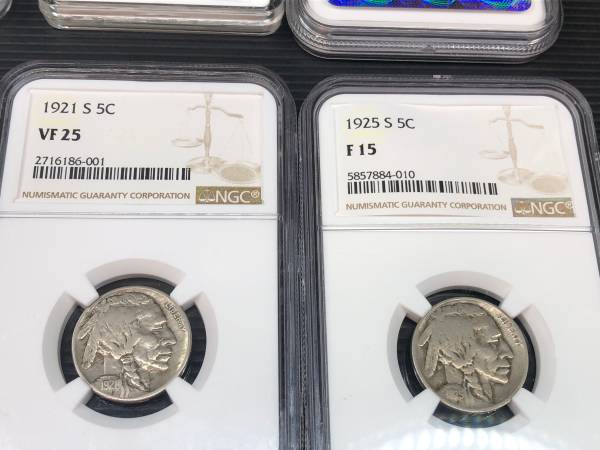 1921 S 5C
VF 25
2716186-001
NUMISMATIC GUARANTY CORPORATION
NGC®
LIBERTY
1921
1925 S 5C
F 15
5857884-010
NUMISMATIC GUARANTY CORPORATION
NGC®
LIBERTY